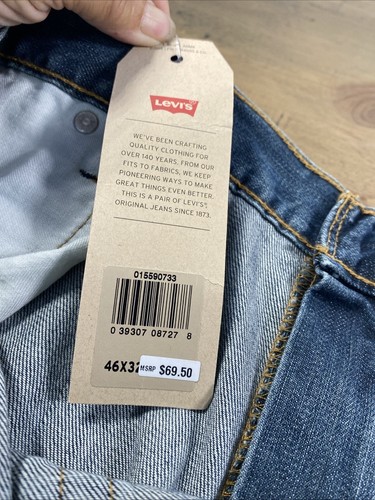 LEVI'S
WE'VE BEEN CRAFTING
QUALITY CLOTHING FOR
OVER 140 YEARS. FROM OUR
FITS TO FABRICS, WE KEEP
PIONEERING WAYS TO MAKE
GREAT THINGS EVEN BETTER.
THIS IS A PAIR OF LEVI'S®,
ORIGINAL JEANS SINCE 1873.
015590733
0 39307 08727 8
46X32 MSRP $69.50